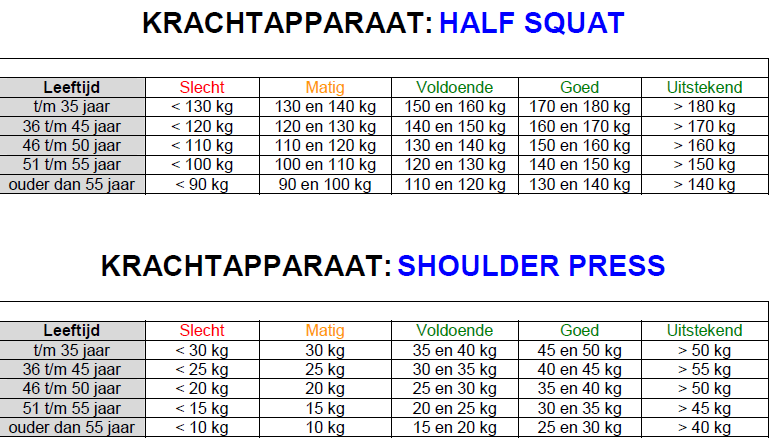 KRACHTAPPARAAT: HALF SQUAT
Leeftijd Slecht Matig Voldoende Goed Uitstekend
t/m 35 jaar < 130 kg 130 en 140 kg 150 en 160 kg 170 en 180 kg > 180 kg
36 t/m 45 jaar < 120 kg 120 en 130 kg 140 en 150 kg 160 en 170 kg > 170 kg
46 t/m 50 jaar < 110 kg 110 en 120 kg 130 en 140 kg 150 en 160 kg > 160 kg
51 t/m 55 jaar < 100 kg 100 en 110 kg 120 en 130 kg 140 en 150 kg > 150 kg
ouder dan 55 jaar < 90 kg 90 en 100 kg 110 en 120 kg 130 en 140 kg > 140 kg
KRACHTAPPARAAT: SHOULDER PRESS
Leeftijd Slecht Matig Voldoende Goed Uitstekend
t/m 35 jaar < 30 kg 30 kg 35 en 40 kg 45 en 50 kg > 50 kg
36 t/m 45 jaar < 25 kg 25 kg 30 en 35 kg 40 en 45 kg > 55 kg
46 t/m 50 jaar < 20 kg 20 kg 25 en 30 kg 35 en 40 kg > 50 kg
51 t/m 55 jaar < 15 kg 15 kg 20 en 25 kg 30 en 35 kg > 45 kg
ouder dan 55 jaar < 10 kg 10 kg 15 en 20 kg 25 en 30 kg > 40 kg